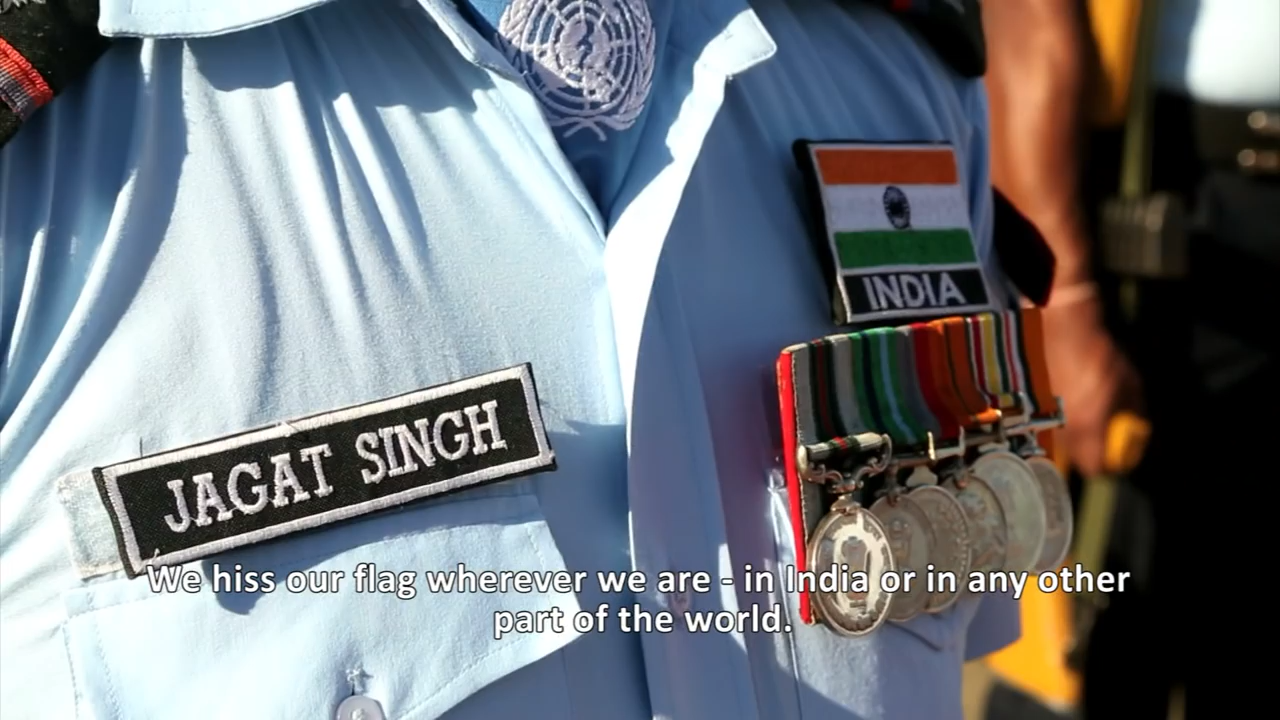 INDIA
JAGAT SINGH
We hiss our flag wherever we are - in India or in any other
part of the world.